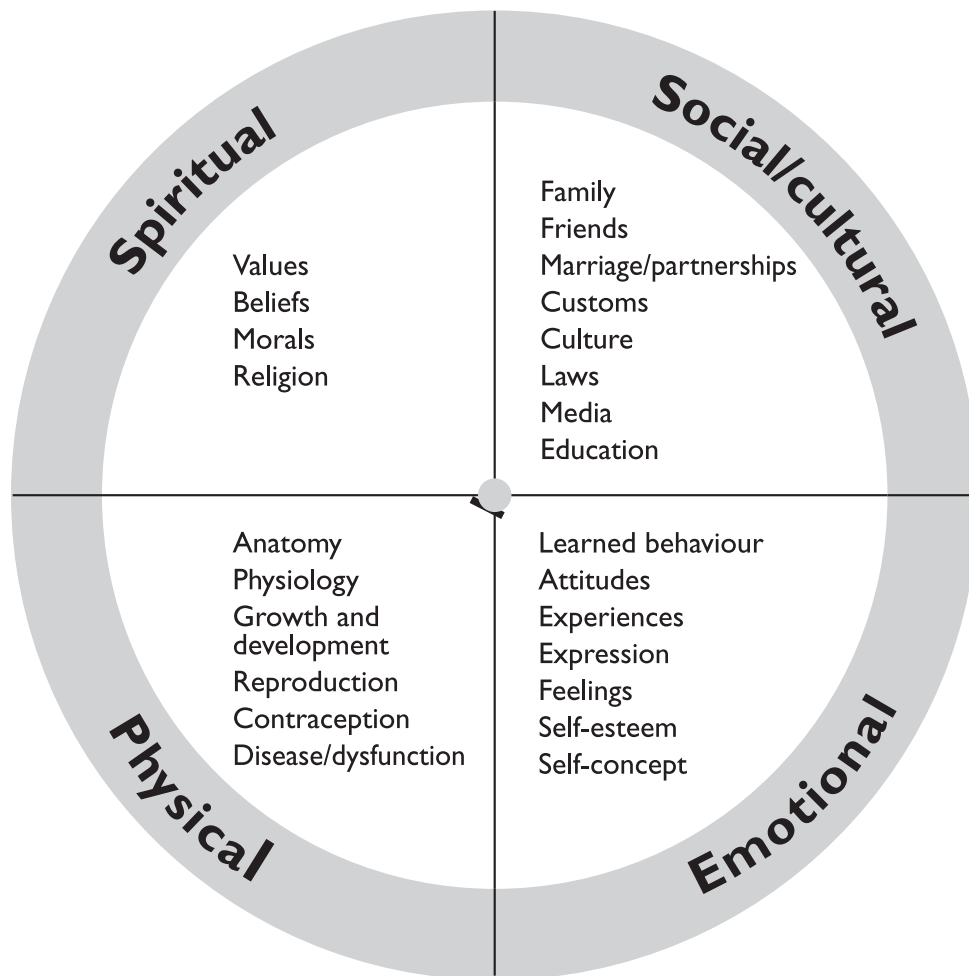 Spiritual
Values
Beliefs
Morals
Religion
Social/cultural
Family
Friends
Marriage/partnerships
Customs
Culture
Laws
Media
Education
Physical
Anatomy
Physiology
Growth and
development
Reproduction
Contraception
Disease/dysfunction
Emotional
Learned behaviour
Attitudes
Experiences
Expression
Feelings
Self-esteem
Self-concept